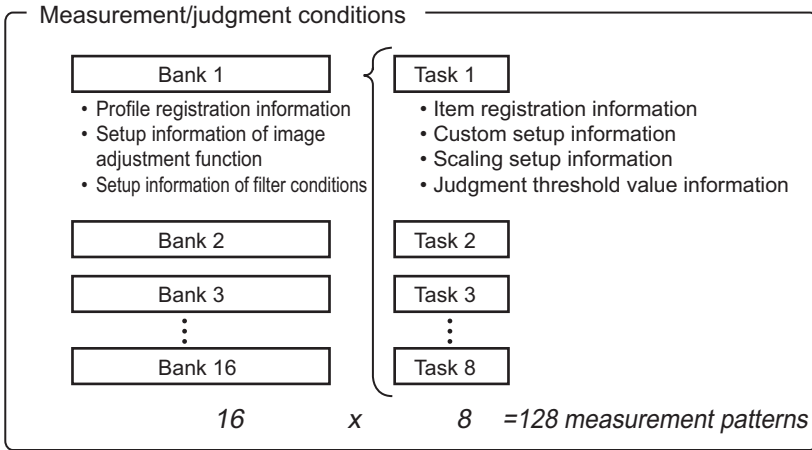 Measurement/judgment conditions
Bank 1
• Profile registration information
• Setup information of image
adjustment function
• Setup information of filter conditions
Task 1
• Item registration information
• Custom setup information
• Scaling setup information
• Judgment threshold value information
Bank 2
Task 2
Bank 3
Task 3
Bank 16
Task 8
16 x 8 =128 measurement patterns